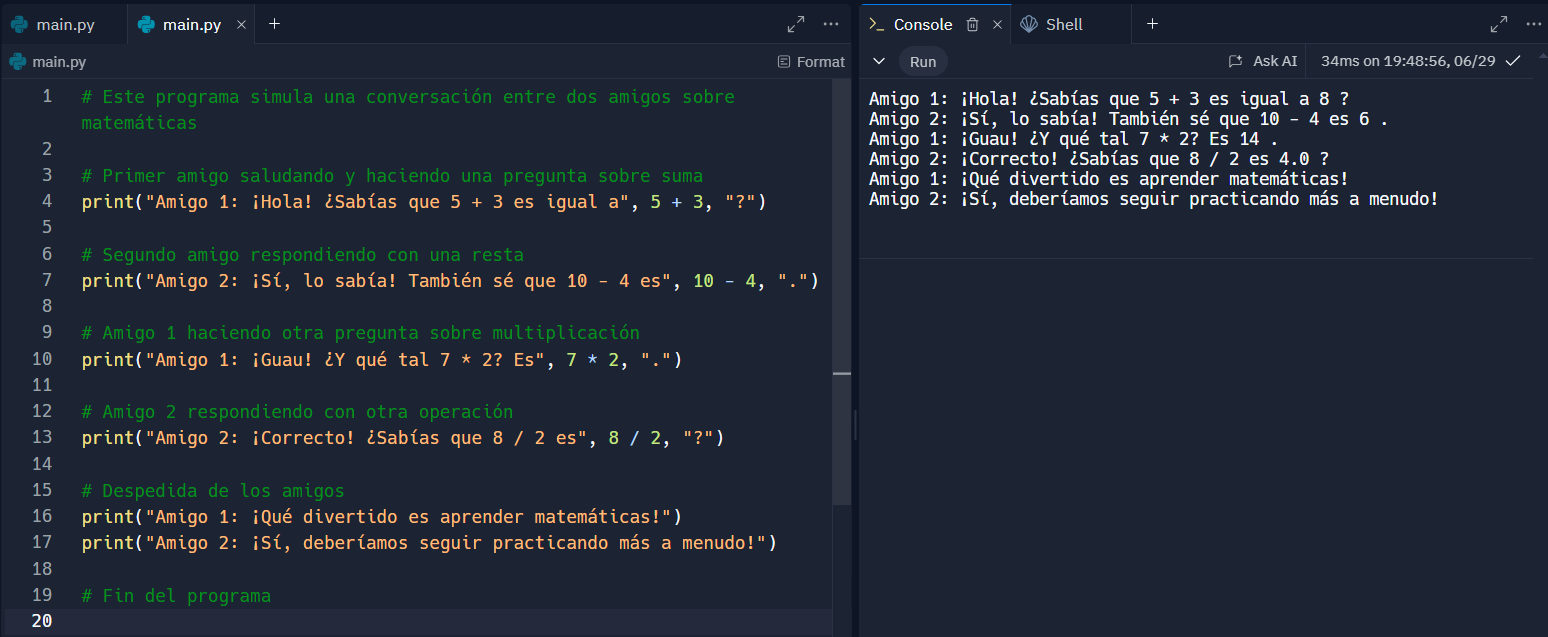 main.py
main.py
Format
main.py
1 # Este programa simula una conversación entre dos amigos sobre
matemáticas
2
3 # Primer amigo saludando y haciendo una pregunta sobre suma
4 print("Amigo 1: ¡Hola! ¿Sabías que 5 + 3 es igual a", 5 + 3, "?")
5
6 # Segundo amigo respondiendo con una resta
7 print("Amigo 2: ¡Sí, lo sabía! También sé que 10 - 4 es", 10 - 4, ".")
8
9 # Amigo 1 haciendo otra pregunta sobre multiplicación
10 print("Amigo 1: ¡Guau! ¿Y qué tal 7 * 2? Es", 7 * 2, ".")
11
12 # Amigo 2 respondiendo con otra operación
13 print("Amigo 2: ¡Correcto! ¿Sabías que 8 / 2 es", 8 / 2, "?")
14
15 # Despedida de los amigos
16 print("Amigo 1: ¡Qué divertido es aprender matemáticas!")
17 print("Amigo 2: ¡Sí, deberíamos seguir practicando más a menudo!")
18
19 # Fin del programa
20
Console
Shell
Run
Ask AI
34ms on 19:48:56, 06/29
Amigo 1: ¡Hola! ¿Sabías que 5 + 3 es igual a 8 ?
Amigo 2: ¡Sí, lo sabía! También sé que 10 - 4 es 6 .
Amigo 1: ¡Guau! ¿Y qué tal 7 * 2? Es 14 .
Amigo 2: ¡Correcto! ¿Sabías que 8 / 2 es 4.0 ?
Amigo 1: ¡Qué divertido es aprender matemáticas!
Amigo 2: ¡Sí, deberíamos seguir practicando más a menudo!